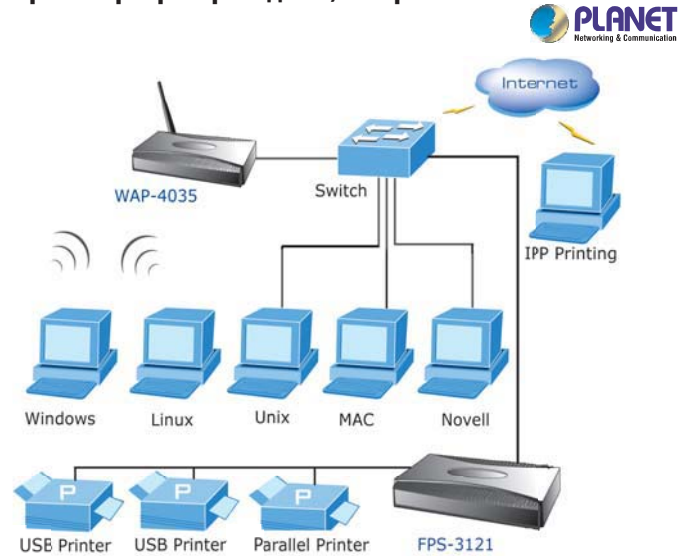 PLANET
Networking & Communication
Internet
WAP-4035
Switch
IPP Printing
Windows
Linux
Unix
MAC
Novell
P
P
P
USB Printer
USB Printer
Parallel Printer
FPS-3121